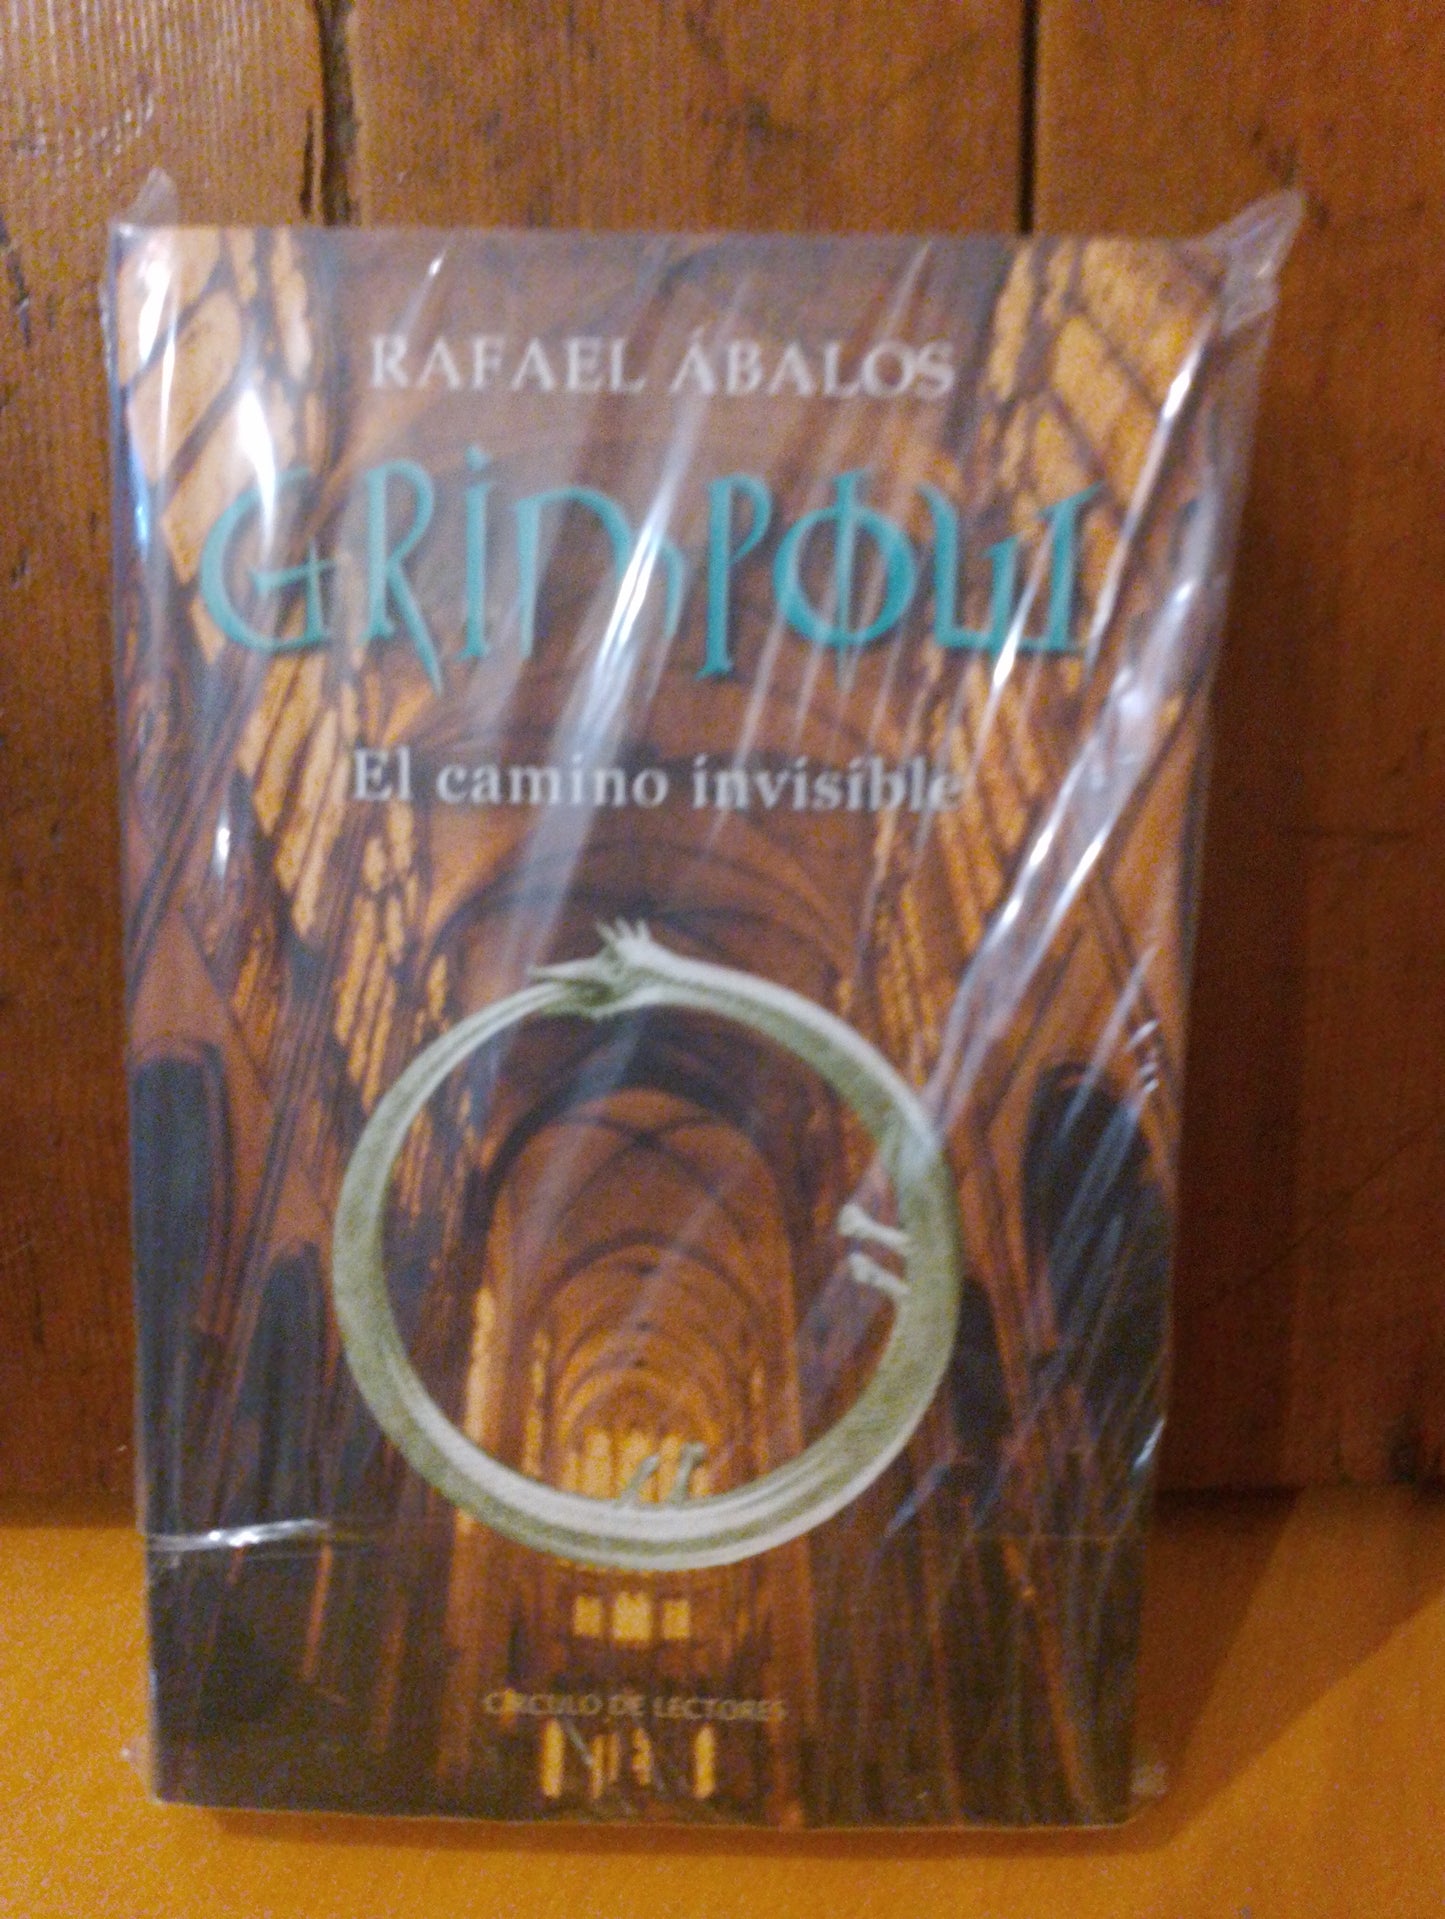 RAFAEL ÁBALOS
GRIMPOW
El camino invisible
CÍRCULO DE LECTORES